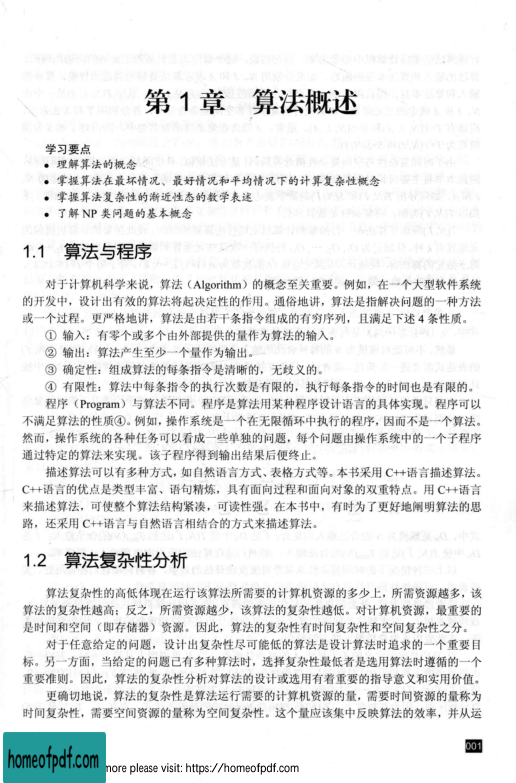 第 1 章 算法概述
学习要点
• 理解算法的概念
• 掌握算法在最坏情况、最好情况和平均情况下的计算复杂性概念
• 掌握算法复杂性的渐近性态的数学表述
• 了解 NP 类问题的基本概念
1.1 算法与程序
对于计算机科学来说，算法（Algorithm）的概念至关重要。例如，在一个大型软件系统
的开发中，设计出有效的算法将起决定性的作用。通俗地讲，算法是指解决问题的一种方法
或一个过程。更严格地讲，算法是由若干条指令组成的有穷序列，且满足下述 4 条性质。
① 输入：有零个或多个由外部提供的量作为算法的输入。
② 输出：算法产生至少一个量作为输出。
③ 确定性：组成算法的每条指令是清晰的，无歧义的。
④ 有限性：算法中每条指令的执行次数是有限的，执行每条指令的时间也是有限的。
程序（Program）与算法不同。程序是算法用某种程序设计语言的具体实现。程序可以
不满足算法的性质④。例如，操作系统是一个在无限循环中执行的程序，因而不是一个算法。
然而，操作系统的各种任务可以看成一些单独的问题，每个问题由操作系统中的一个子程序
通过特定的算法来实现。该子程序得到输出结果后便终止。
描述算法可以有多种方式，如自然语言方式、表格方式等。本书采用 C++语言描述算法。
C++语言的优点是类型丰富、语句精炼，具有面向过程和面向对象的双重特点。用 C++语言
来描述算法，可使整个算法结构紧凑，可读性强。在本书中，有时为了更好地阐明算法的思
路，还采用 C++语言与自然语言相结合的方式来描述算法。
1.2 算法复杂性分析
算法复杂性的高低体现在运行该算法所需要的计算机资源的多少上，所需资源越多，该
算法的复杂性越高；反之，所需资源越少，该算法的复杂性越低。对计算机资源，最重要的
是时间和空间（即存储器）资源。因此，算法的复杂性有时间复杂性和空间复杂性之分。
对于任意给定的问题，设计出复杂性尽可能低的算法是设计算法时追求的一个重要目
标。另一方面，当给定的问题已有多种算法时，选择复杂性最低者是选用算法时遵循的一个
重要准则。因此，算法的复杂性分析对算法的设计或选用有着重要的指导意义和实用价值。
更确切地说，算法的复杂性是算法运行需要的计算机资源的量，需要时间资源的量称为
时间复杂性，需要空间资源的量称为空间复杂性。这个量应该集中反映算法的效率，并从运
001
homeofpdf.com
more please visit: https://homeofpdf.com